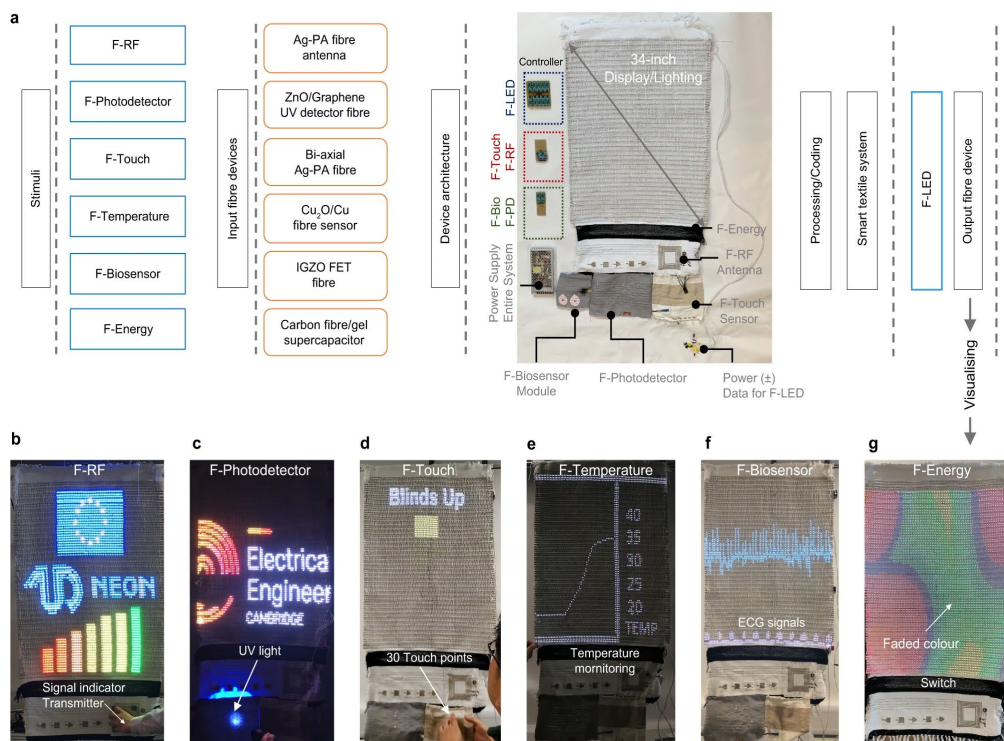 a
Stimuli
F-RF
F-Photodetector
F-Touch
F-Temperature
F-Biosensor
F-Energy
Input fibre devices
Ag-PA fibre
antenna
ZnO/Graphene
UV detector fibre
Bi-axial
Ag-PA fibre
Cu2O/Cu
fibre sensor
IGZO FET
fibre
Carbon fibre/gel
supercapacitor
Device architecture
Controller
F-LED
F-Touch
F-RF
F-Bio
F-PD
Power Supply
Entire System
34-inch
Display/Lighting
F-Energy
F-RF
Antenna
F-Touch
Sensor
F-Biosensor
Module
F-Photodetector
Power (±)
Data for F-LED
Processing/Coding
Smart textile system
F-LED
Output fibre device
Visualising
b
F-RF
NEON
Signal indicator
Transmitter
c
F-Photodetector
Electrica
Engineer
CAMBRIDGE
UV light
d
F-Touch
Blinds Up
30 Touch points
e
F-Temperature
40
35
30
25
20
TEMP
Temperature
mornitoring
f
F-Biosensor
ECG signals
g
F-Energy
Faded colour
Switch